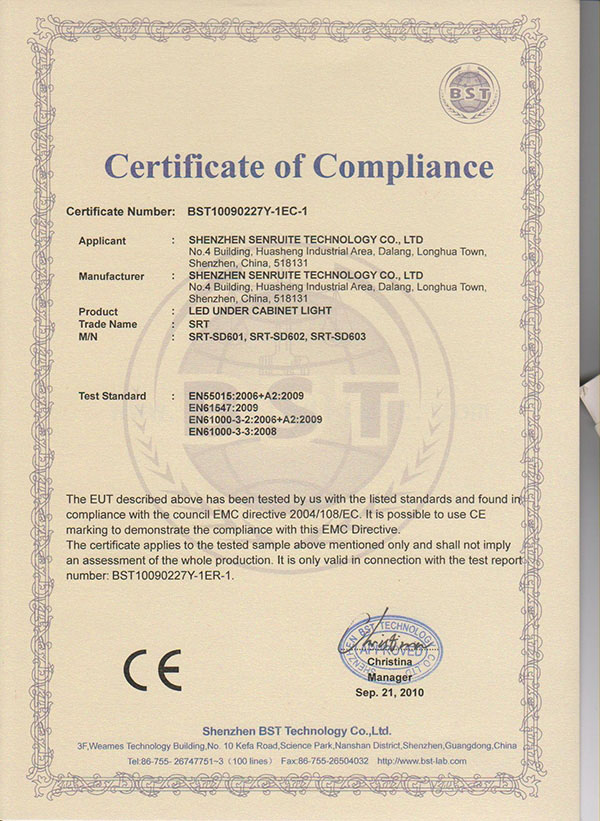 BST
Certificate of Compliance
Certificate Number: BST10090227Y-1EC-1
Applicant : SHENZHEN SENRUITE TECHNOLOGY CO., LTD
No.4 Building, Huasheng Industrial Area, Dalang, Longhua Town,
Shenzhen, China, 518131
Manufacturer : SHENZHEN SENRUITE TECHNOLOGY CO., LTD
No.4 Building, Huasheng Industrial Area, Dalang, Longhua Town,
Shenzhen, China, 518131
Product : LED UNDER CABINET LIGHT
Trade Name : SRT
M/N : SRT-SD601, SRT-SD602, SRT-SD603
BST
Test Standard : EN55015:2006+A2:2009
EN61547:2009
EN61000-3-2:2006+A2:2009
EN61000-3-3:2008
The EUT described above has been tested by us with the listed standards and found in
compliance with the council EMC directive 2004/108/EC. It is possible to use CE
marking to demonstrate the compliance with this EMC Directive.
The certificate applies to the tested sample above mentioned only and shall not imply
an assessment of the whole production. It is only valid in connection with the test report
number: BST10090227Y-1ER-1.
CE
SHENZHEN BST TECHNOLOGY CO LTD
APPROVED
Christina
Christina
Manager
Sep. 21, 2010
Shenzhen BST Technology Co.,Ltd.
3F,Weames Technology Building,No. 10 Kefa Road,Science Park,Nanshan District,Shenzhen,Guangdong,China
Tel:86-755- 26747751~3 (100 lines) Fax:86-755-26504032 http://www.bst-lab.com